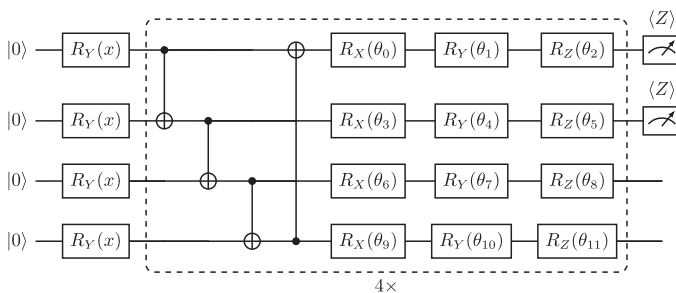 ⟨Z⟩
|0⟩ R_Y(x) R_X(θ_0) R_Y(θ_1) R_Z(θ_2)
⟨Z⟩
|0⟩ R_Y(x) R_X(θ_3) R_Y(θ_4) R_Z(θ_5)
|0⟩ R_Y(x) R_X(θ_6) R_Y(θ_7) R_Z(θ_8)
|0⟩ R_Y(x) R_X(θ_9) R_Y(θ_10) R_Z(θ_11)
4×